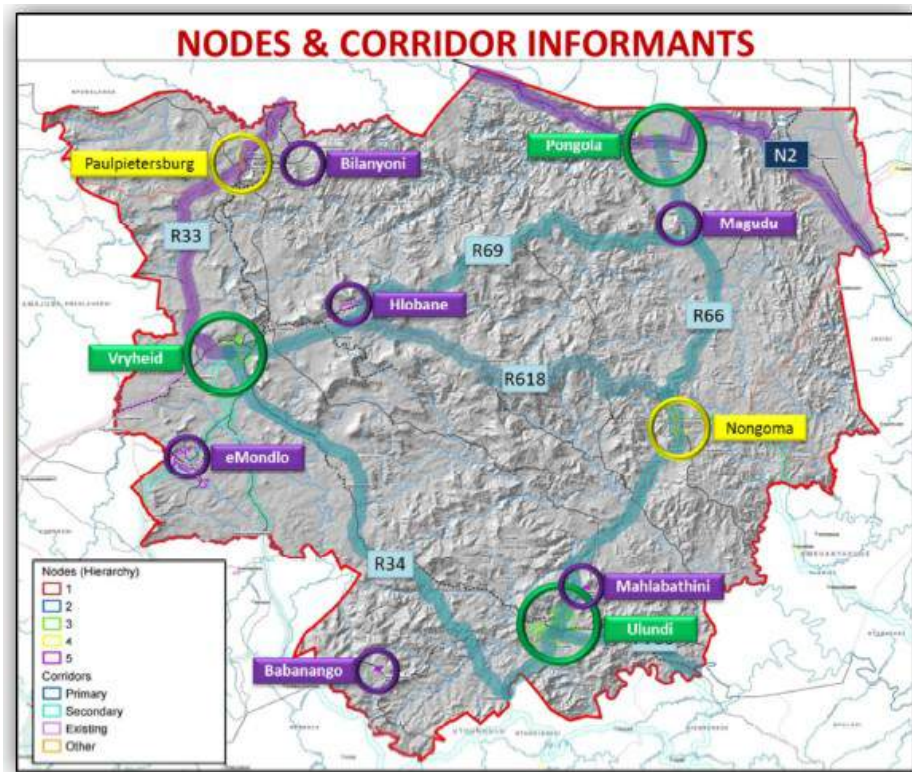 NODES & CORRIDOR INFORMANTS
Paulpietersburg
Bilanyoni
Pongola
N2
Magudu
R33
R69
Hlobane
R66
Vryheid
R618
Nongoma
eMondlo
R34
Mahlabathini
Ulundi
Babanango
Nodes (Hierarchy)
1
2
3
4
5
Corridors
Primary
Secondary
Existing
Other